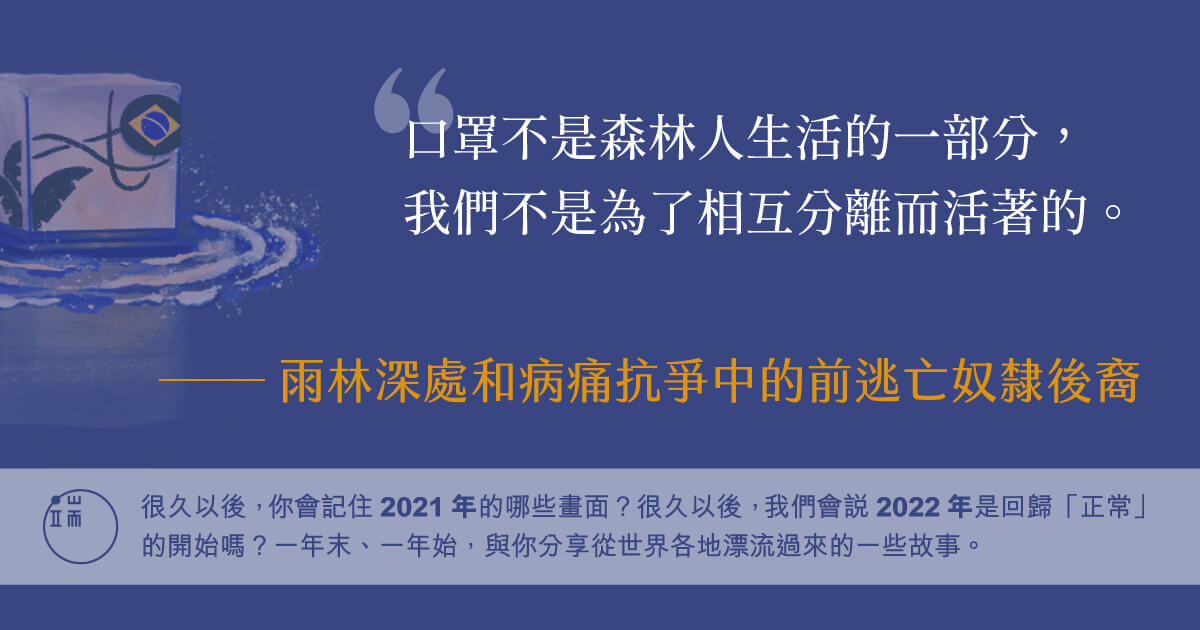 “口罩不是森林人生活的一部分，
我們不是為了相互分離而活著的。
——雨林深處和病痛抗爭中的前逃亡奴隸後裔
端
很久以後，你會記住 2021 年的哪些畫面？很久以後，我們會説 2022 年是回歸「正常」
的開始嗎？一年末、一年始，與你分享從世界各地漂流過來的一些故事。